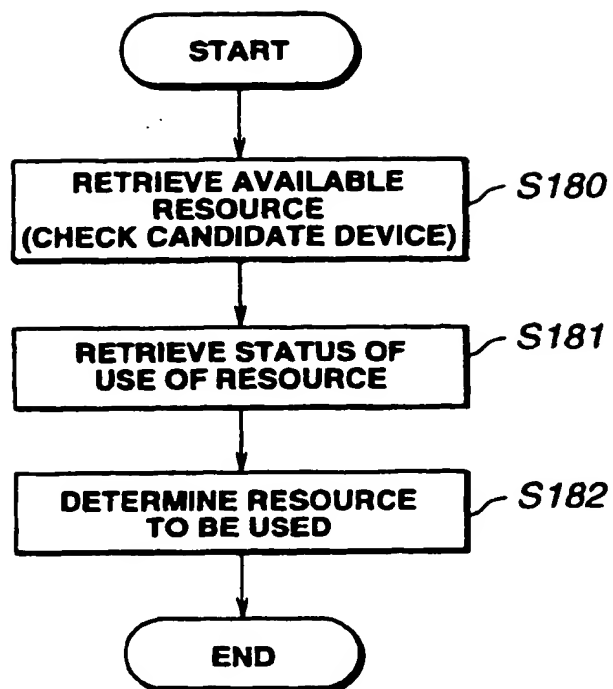 START
RETRIEVE AVAILABLE
RESOURCE
(CHECK CANDIDATE DEVICE)
S180
RETRIEVE STATUS OF
USE OF RESOURCE
S181
DETERMINE RESOURCE
TO BE USED
S182
END